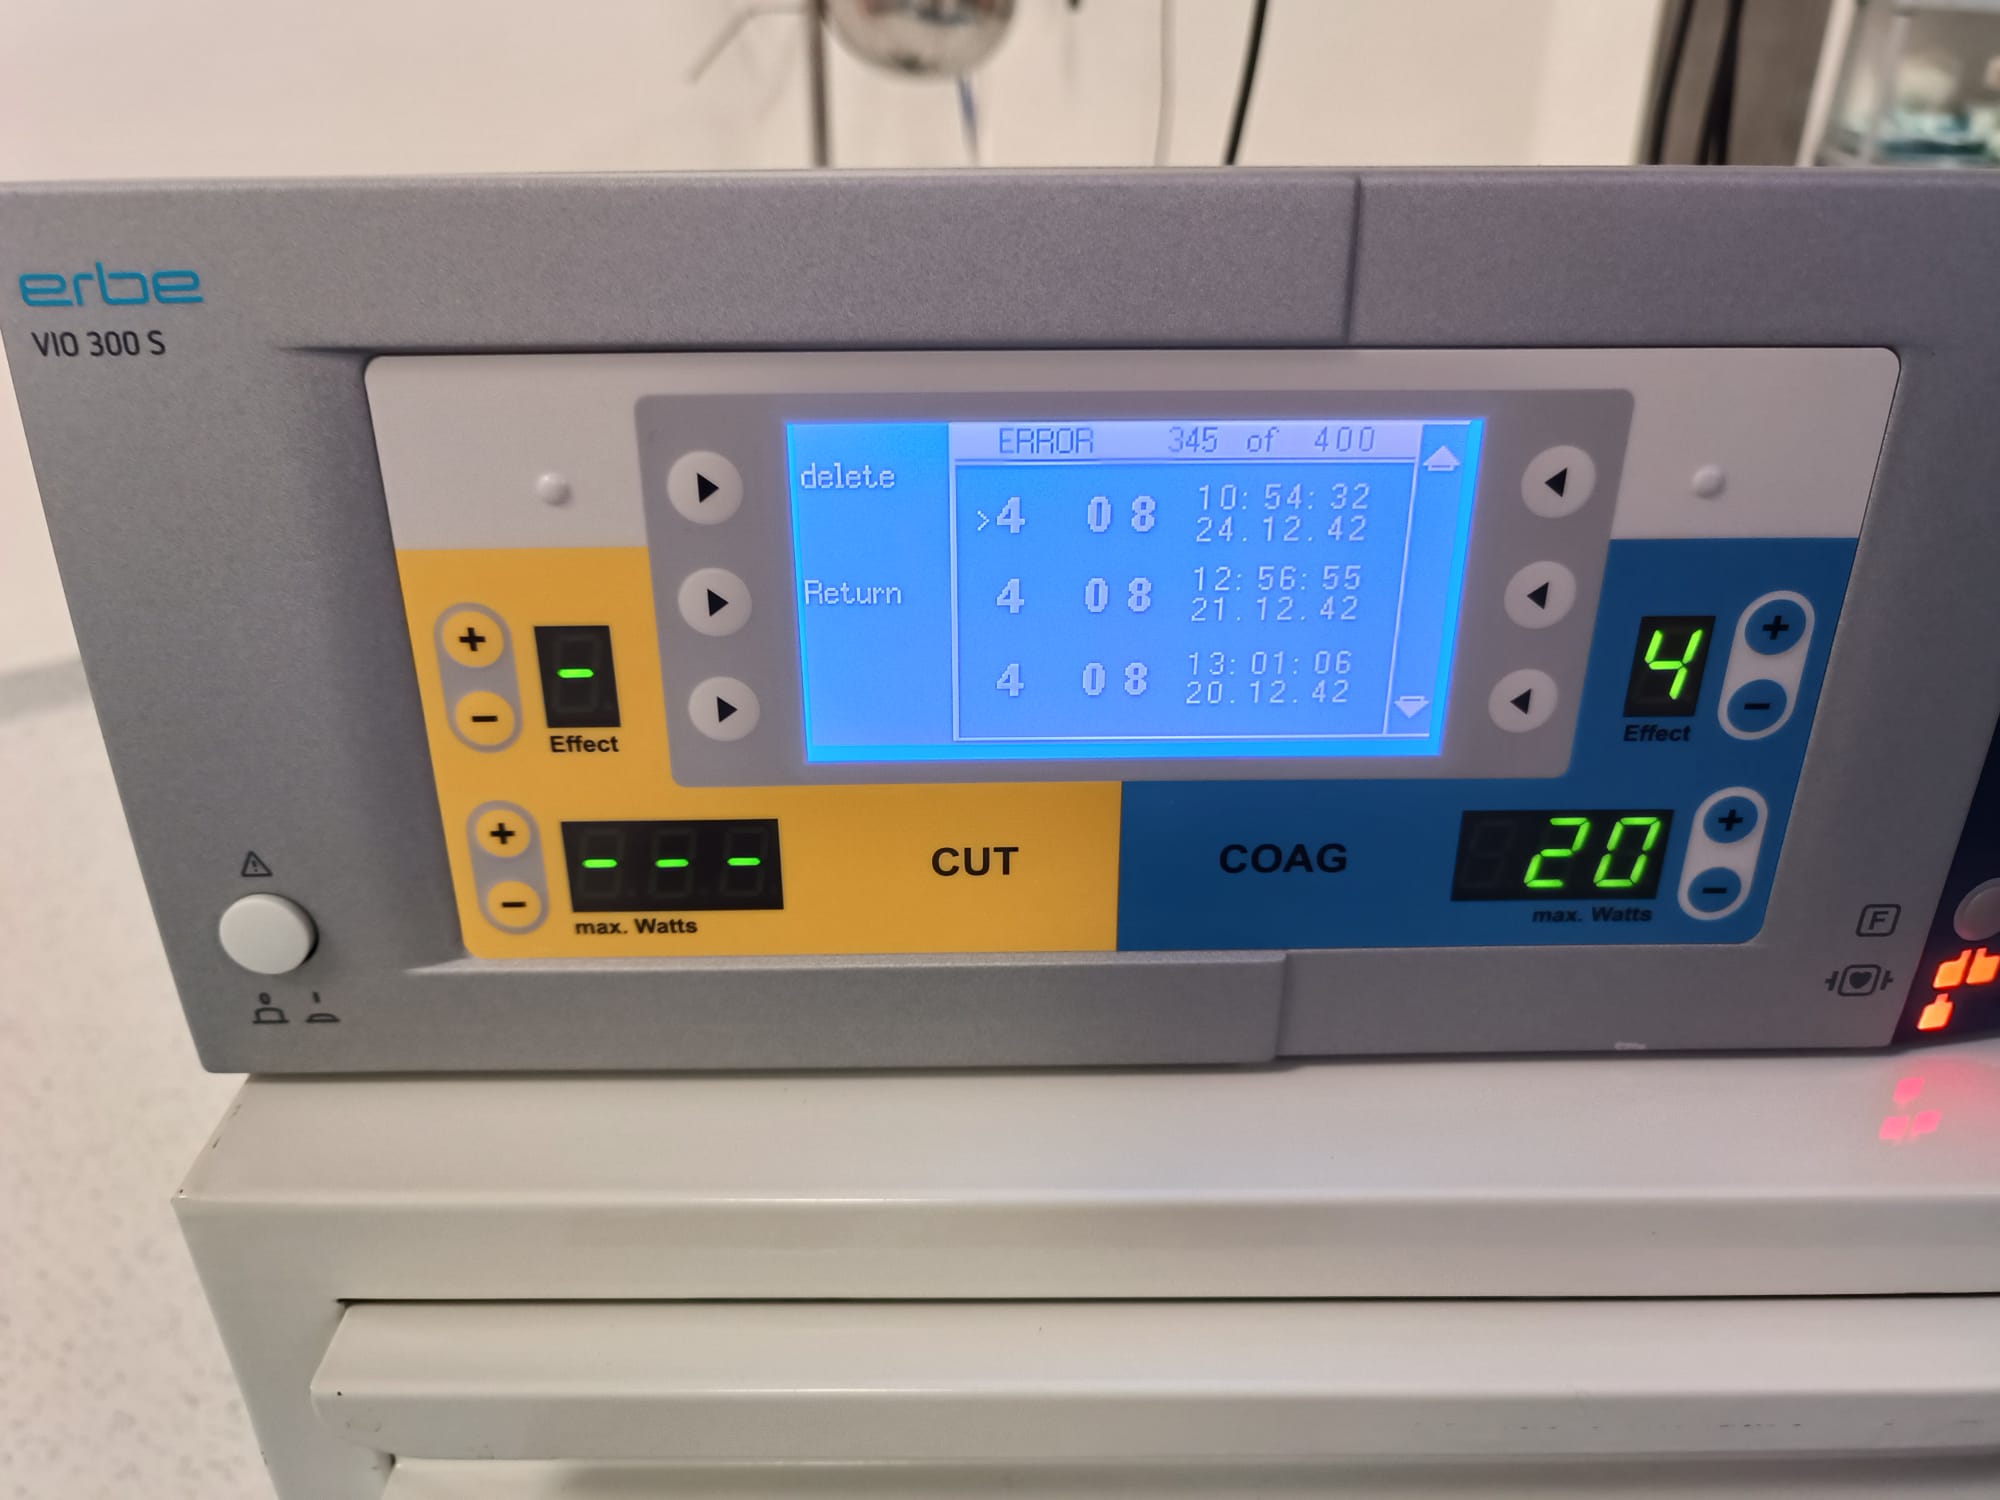 erbe
VIO 300 S
ERROR 345 of 400
delete
>4 08 10:54:32
24.12.42
Return
4 08 12:56:55
21.12.42
4 08 13:01:06
20.12.42
-
Effect
4
Effect
---
max. Watts
CUT
COAG
20
max. Watts
F